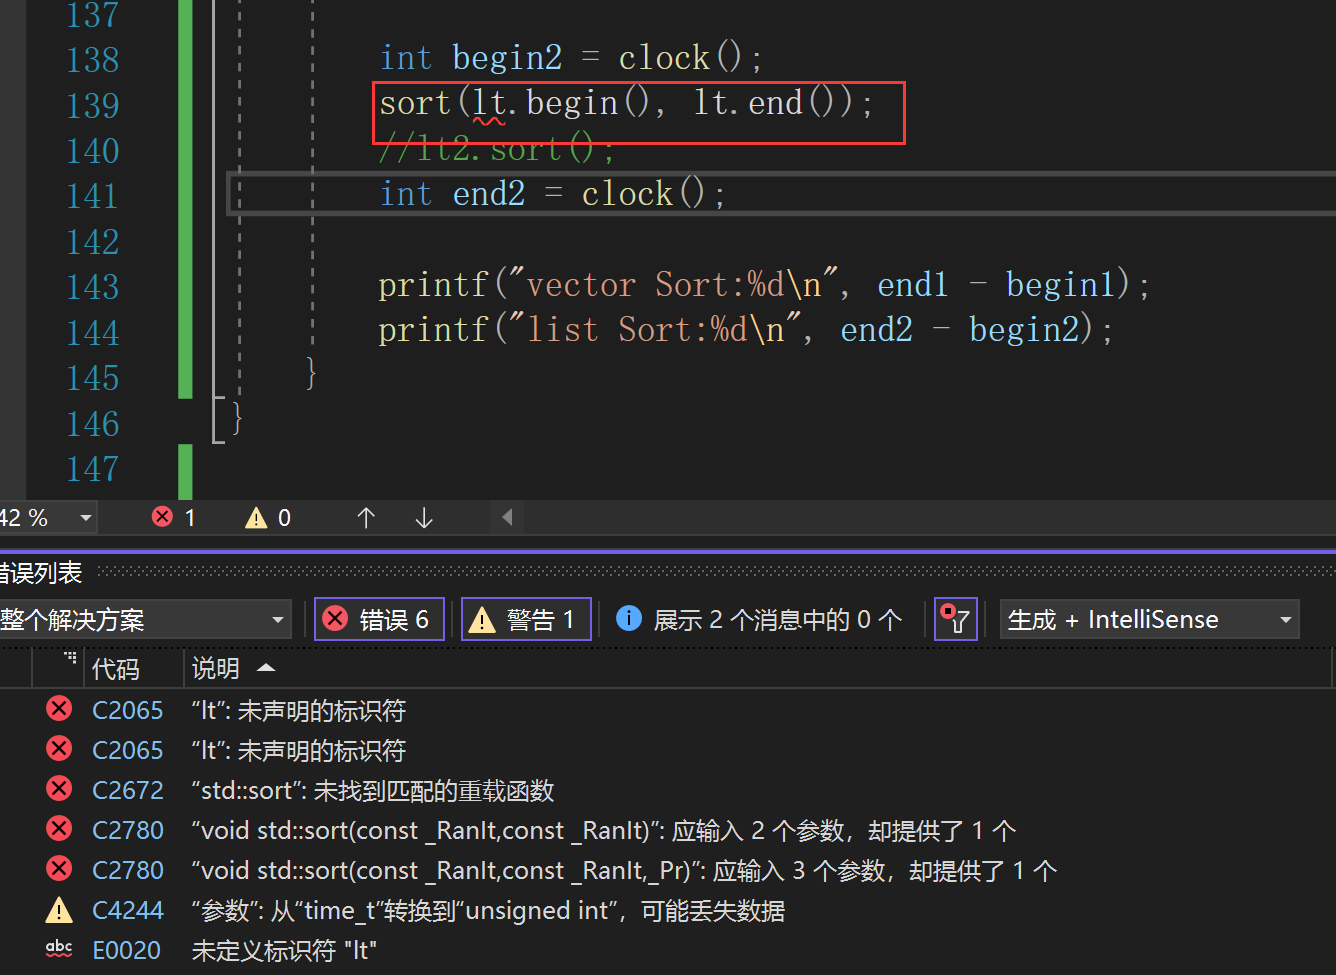 137
138 int begin2 = clock();
139 sort(lt.begin(), lt.end());
140 //lt2.sort();
141 int end2 = clock();
142
143 printf("vector Sort:%d\n", end1 - begin1);
144 printf("list Sort:%d\n", end2 - begin2);
145 }
146 }
147
42 % 1 0
错误列表
整个解决方案 错误 6 警告 1 展示 2 个消息中的 0 个 生成 + IntelliSense
代码 说明
C2065 “lt”: 未声明的标识符
C2065 “lt”: 未声明的标识符
C2672 “std::sort”: 未找到匹配的重载函数
C2780 “void std::sort(const _RanIt,const _RanIt)”: 应输入 2 个参数，却提供了 1 个
C2780 “void std::sort(const _RanIt,const _RanIt,_Pr)”: 应输入 3 个参数，却提供了 1 个
C4244 “参数”: 从“time_t”转换到“unsigned int”，可能丢失数据
abc E0020 未定义标识符 "lt"